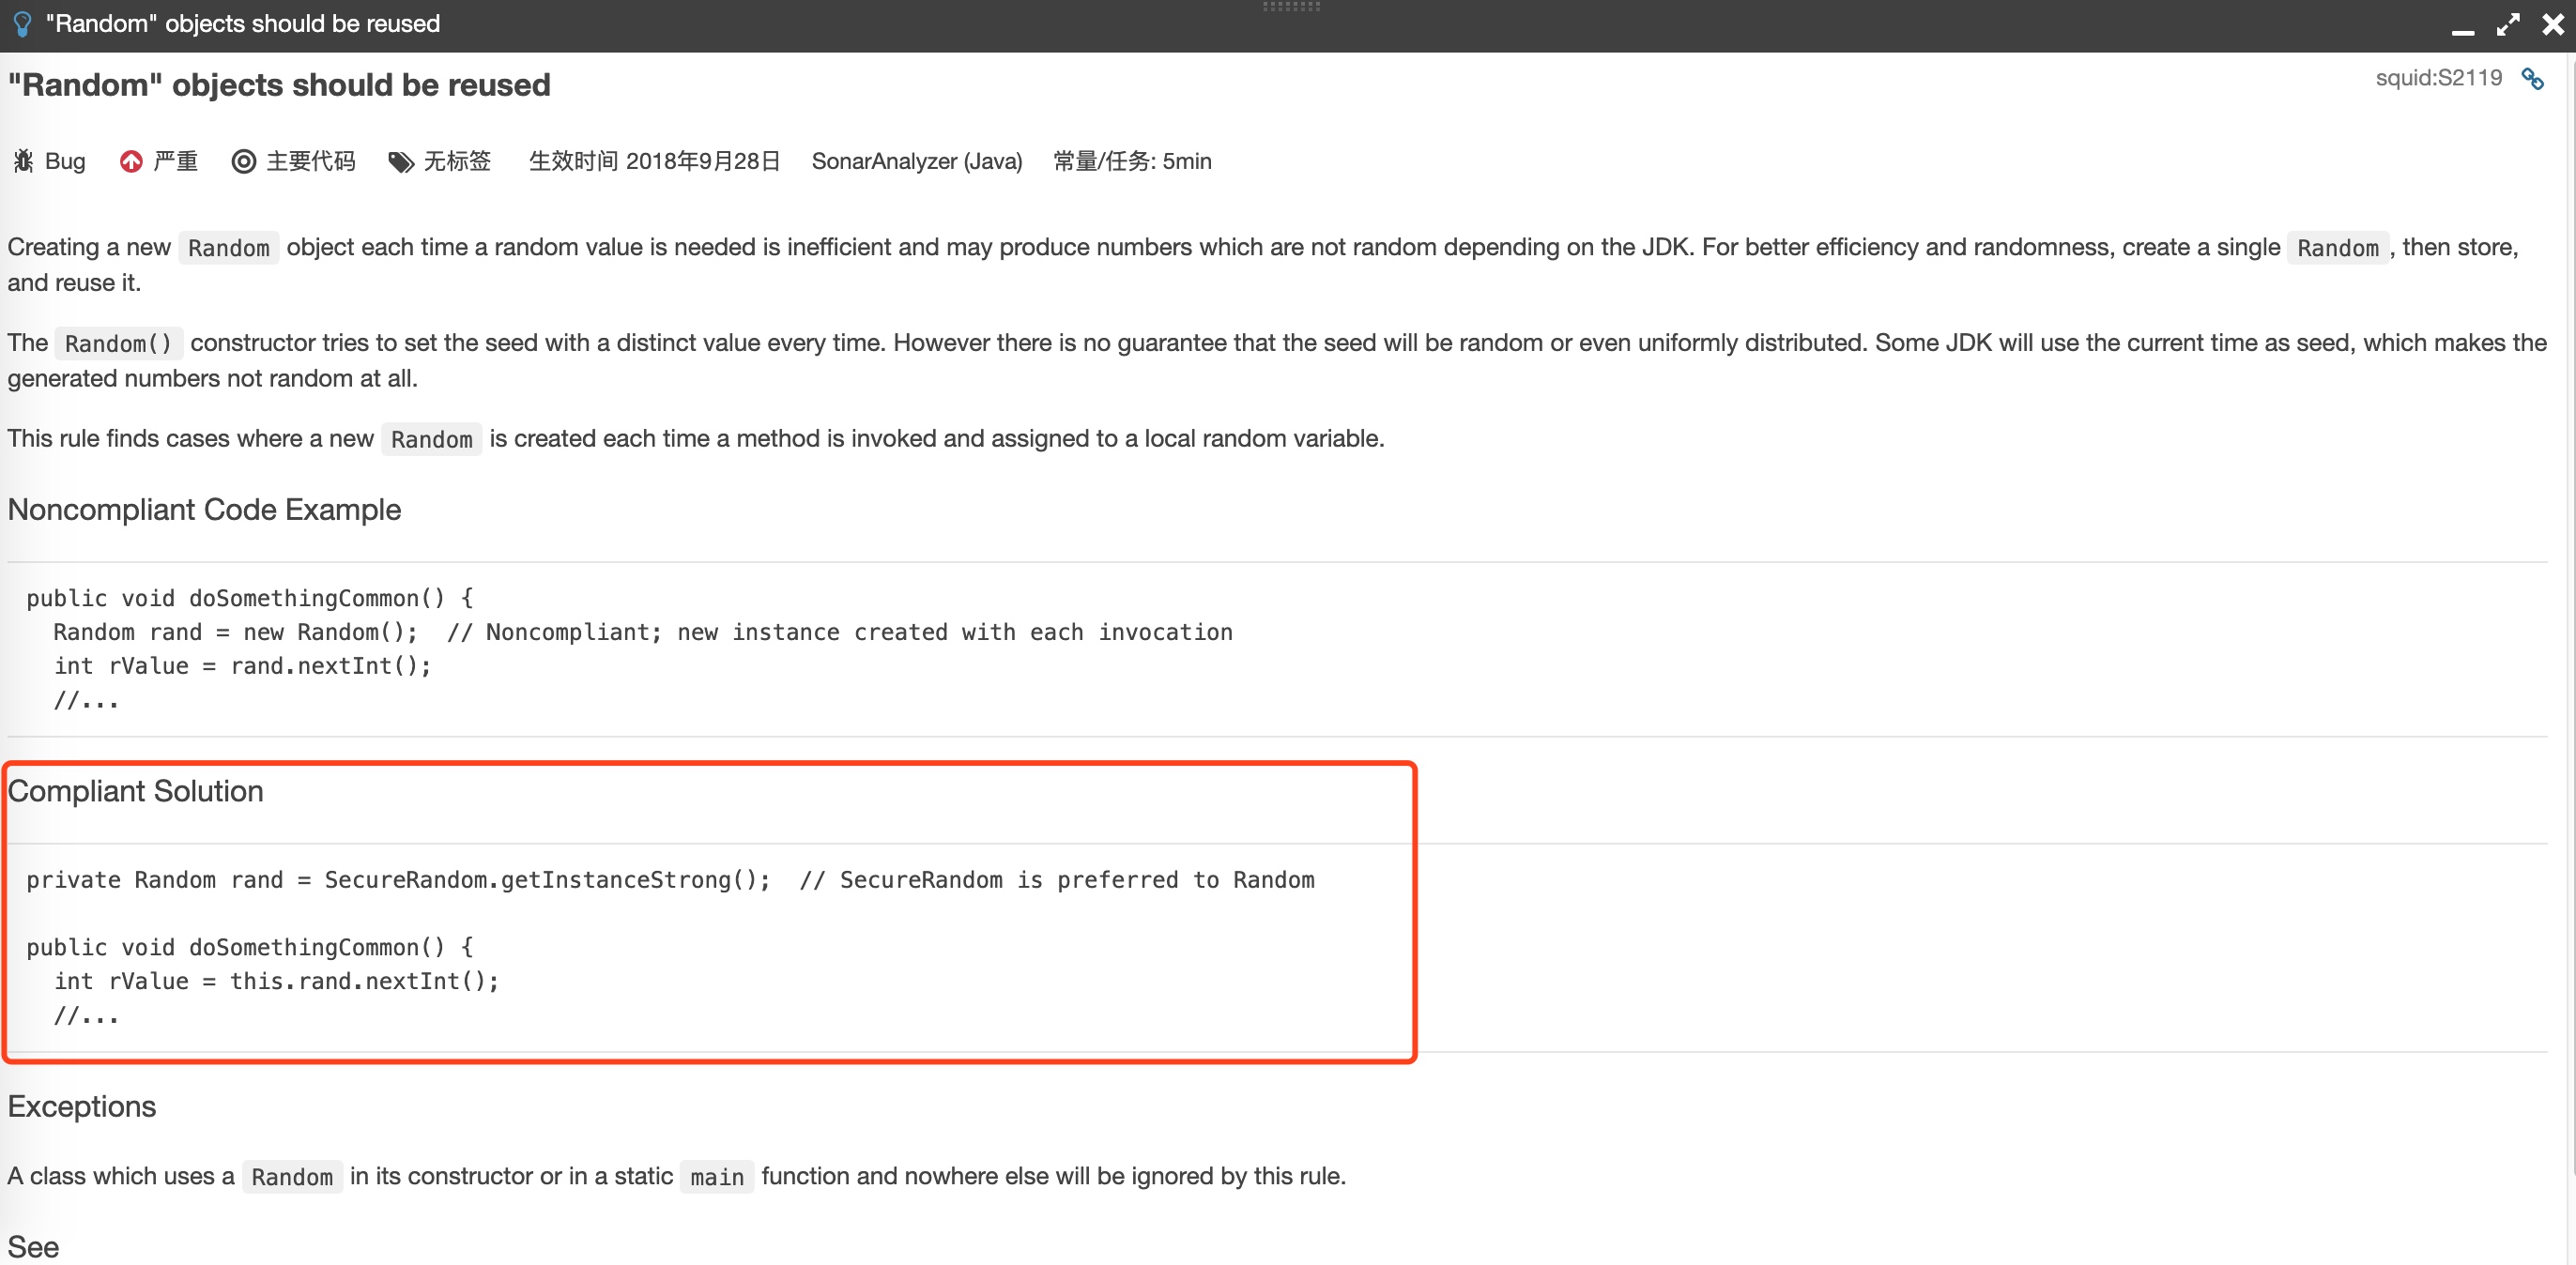 "Random" objects should be reused
"Random" objects should be reused
squid:S2119
Bug 严重 主要代码 无标签 生效时间 2018年9月28日 SonarAnalyzer (Java) 常量/任务: 5min
Creating a new Random object each time a random value is needed is inefficient and may produce numbers which are not random depending on the JDK. For better efficiency and randomness, create a single Random, then store,
and reuse it.
The Random() constructor tries to set the seed with a distinct value every time. However there is no guarantee that the seed will be random or even uniformly distributed. Some JDK will use the current time as seed, which makes the
generated numbers not random at all.
This rule finds cases where a new Random is created each time a method is invoked and assigned to a local random variable.
Noncompliant Code Example
public void doSomethingCommon() {
  Random rand = new Random();  // Noncompliant; new instance created with each invocation
  int rValue = rand.nextInt();
  //...
Compliant Solution
private Random rand = SecureRandom.getInstanceStrong();  // SecureRandom is preferred to Random
public void doSomethingCommon() {
  int rValue = this.rand.nextInt();
  //...
Exceptions
A class which uses a Random in its constructor or in a static main function and nowhere else will be ignored by this rule.
See